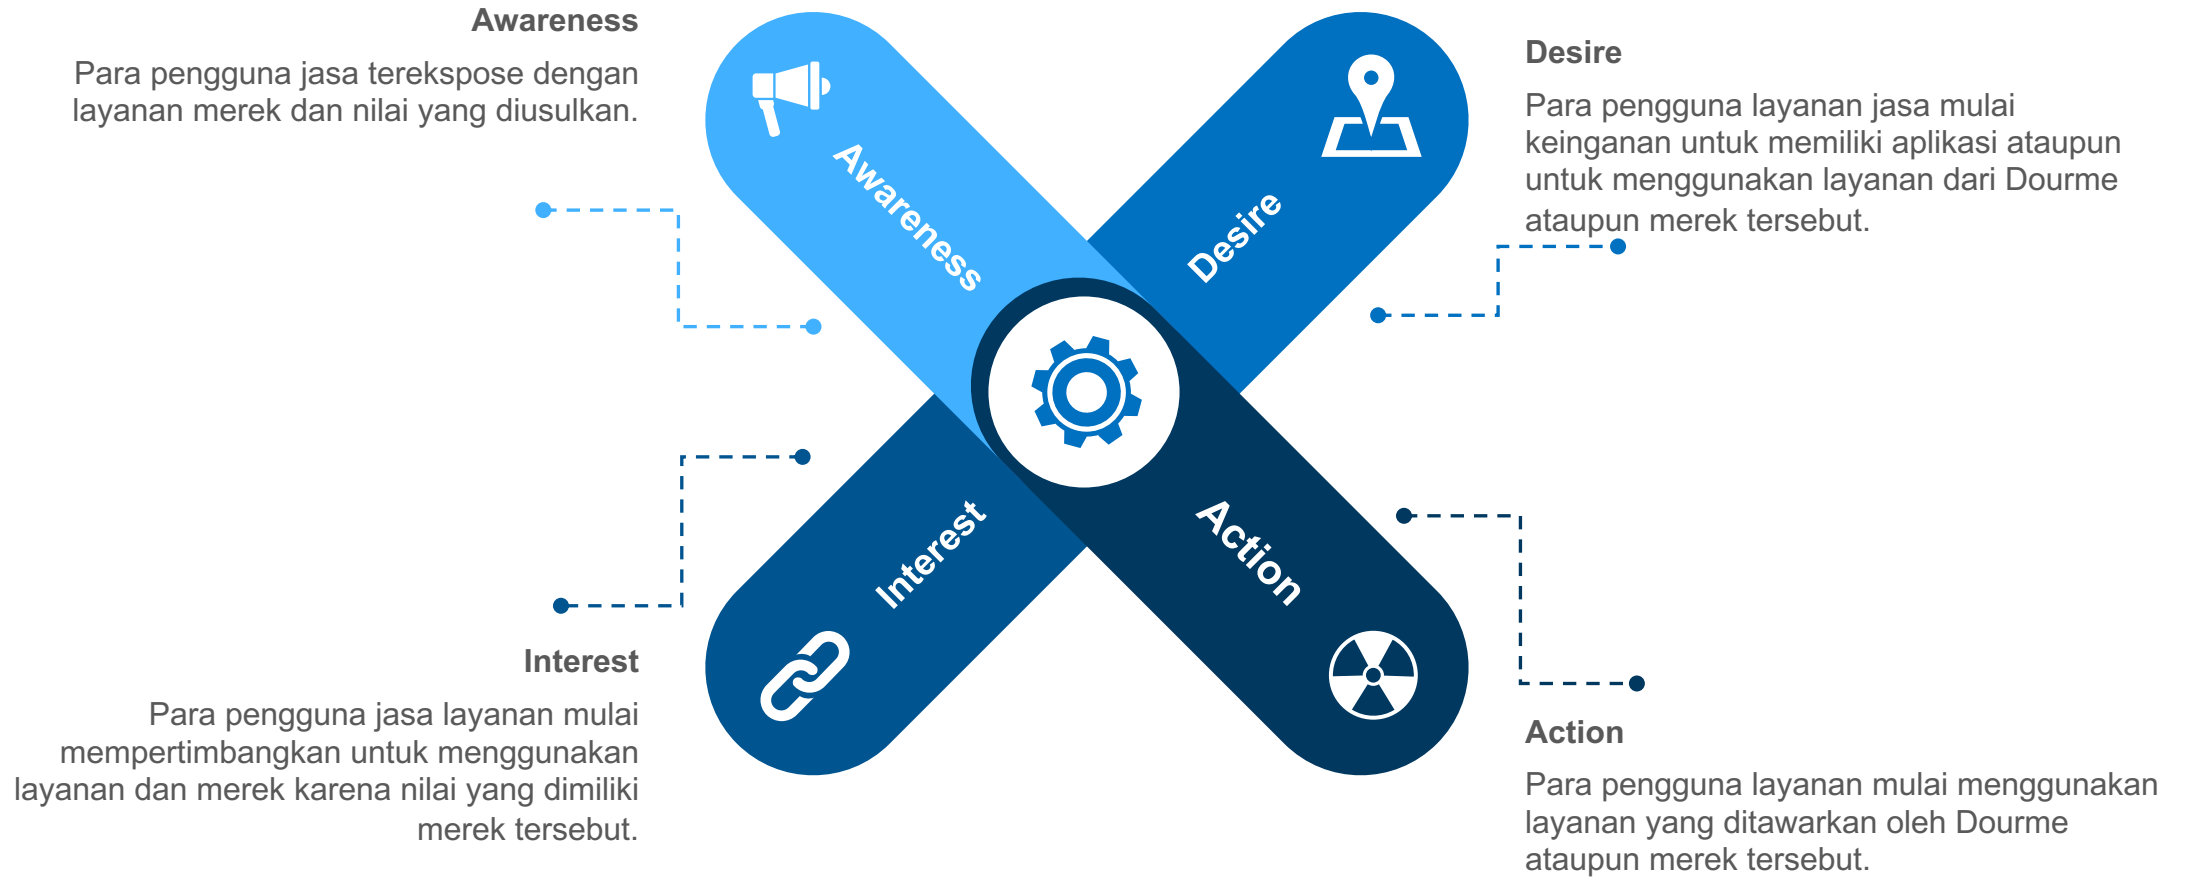 Awareness
Para pengguna jasa terekspose dengan
layanan merek dan nilai yang diusulkan.
Awareness
Desire
Desire
Para pengguna layanan jasa mulai
keinganan untuk memiliki aplikasi ataupun
untuk menggunakan layanan dari Dourme
ataupun merek tersebut.
Interest
Interest
Para pengguna jasa layanan mulai
mempertimbangkan untuk menggunakan
layanan dan merek karena nilai yang dimiliki
merek tersebut.
Action
Action
Para pengguna layanan mulai menggunakan
layanan yang ditawarkan oleh Dourme
ataupun merek tersebut.